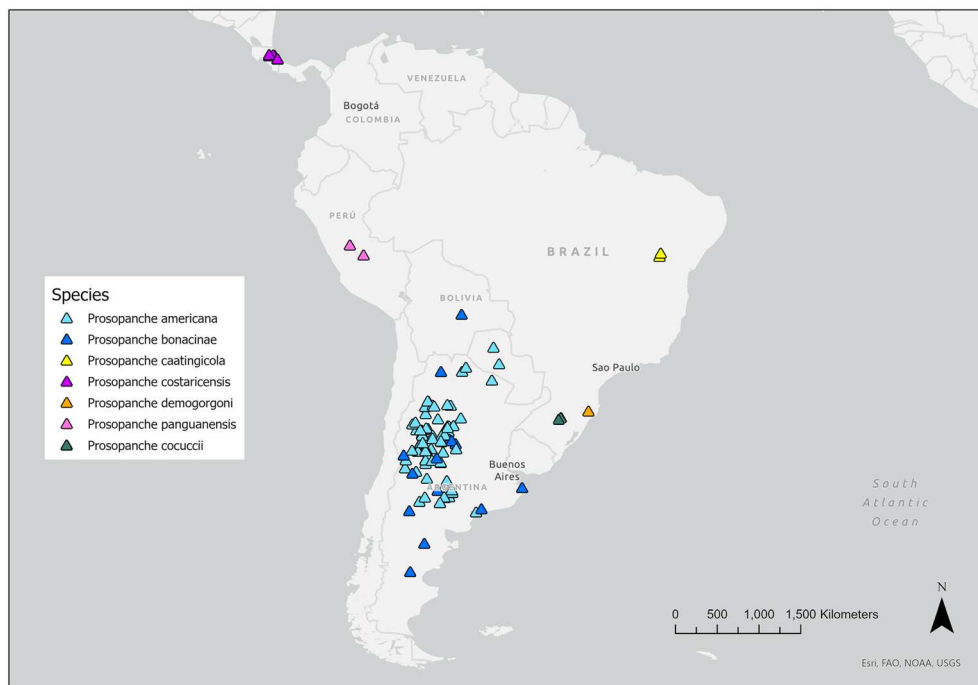 VENEZUELA
Bogotá
COLOMBIA
PERÚ
BRAZIL
BOLIVIA
Sao Paulo
Buenos
Aires
ARGENTINA
South
Atlantic
Ocean
Species
Prosopanche americana
Prosopanche bonacinae
Prosopanche caatingicola
Prosopanche costaricensis
Prosopanche demogorgoni
Prosopanche panguanensis
Prosopanche cocuccii
N
0 500 1,000 1,500 Kilometers
Esri, FAO, NOAA, USGS